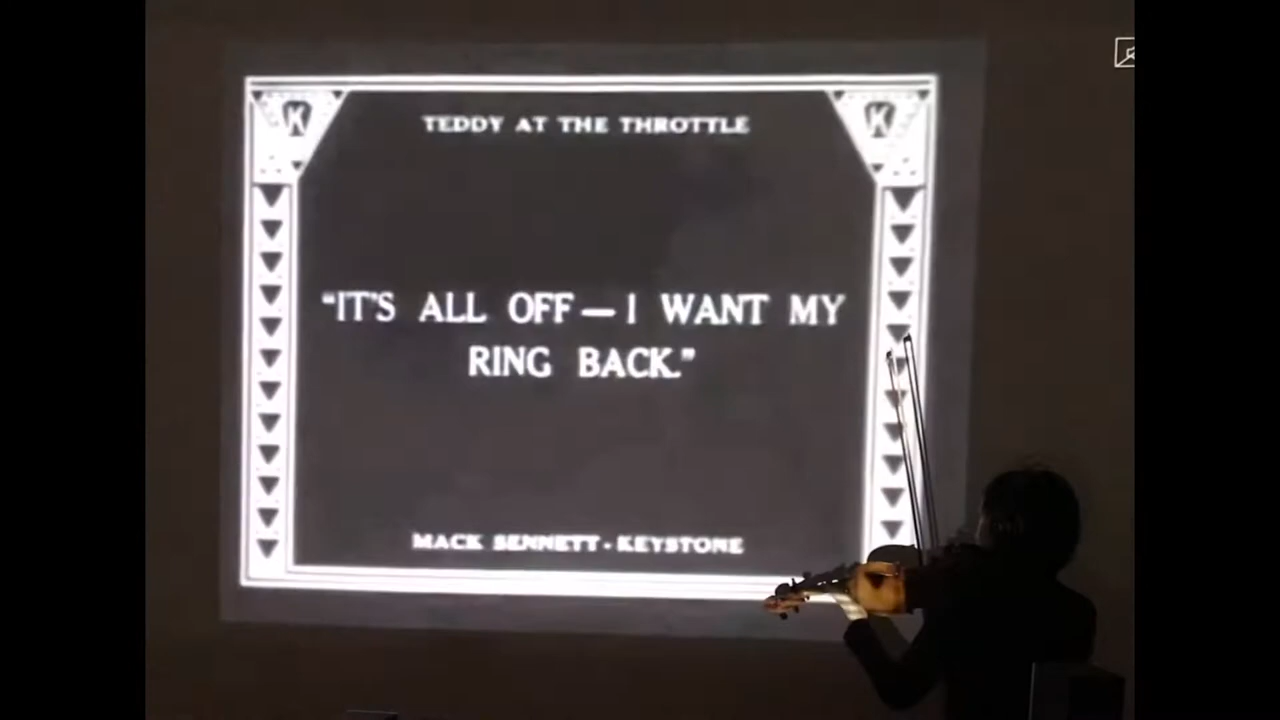 K K
TEDDY AT THE THROTTLE
“IT'S ALL OFF — I WANT MY
RING BACK.”
MACK SENNETT · KEYSTONE